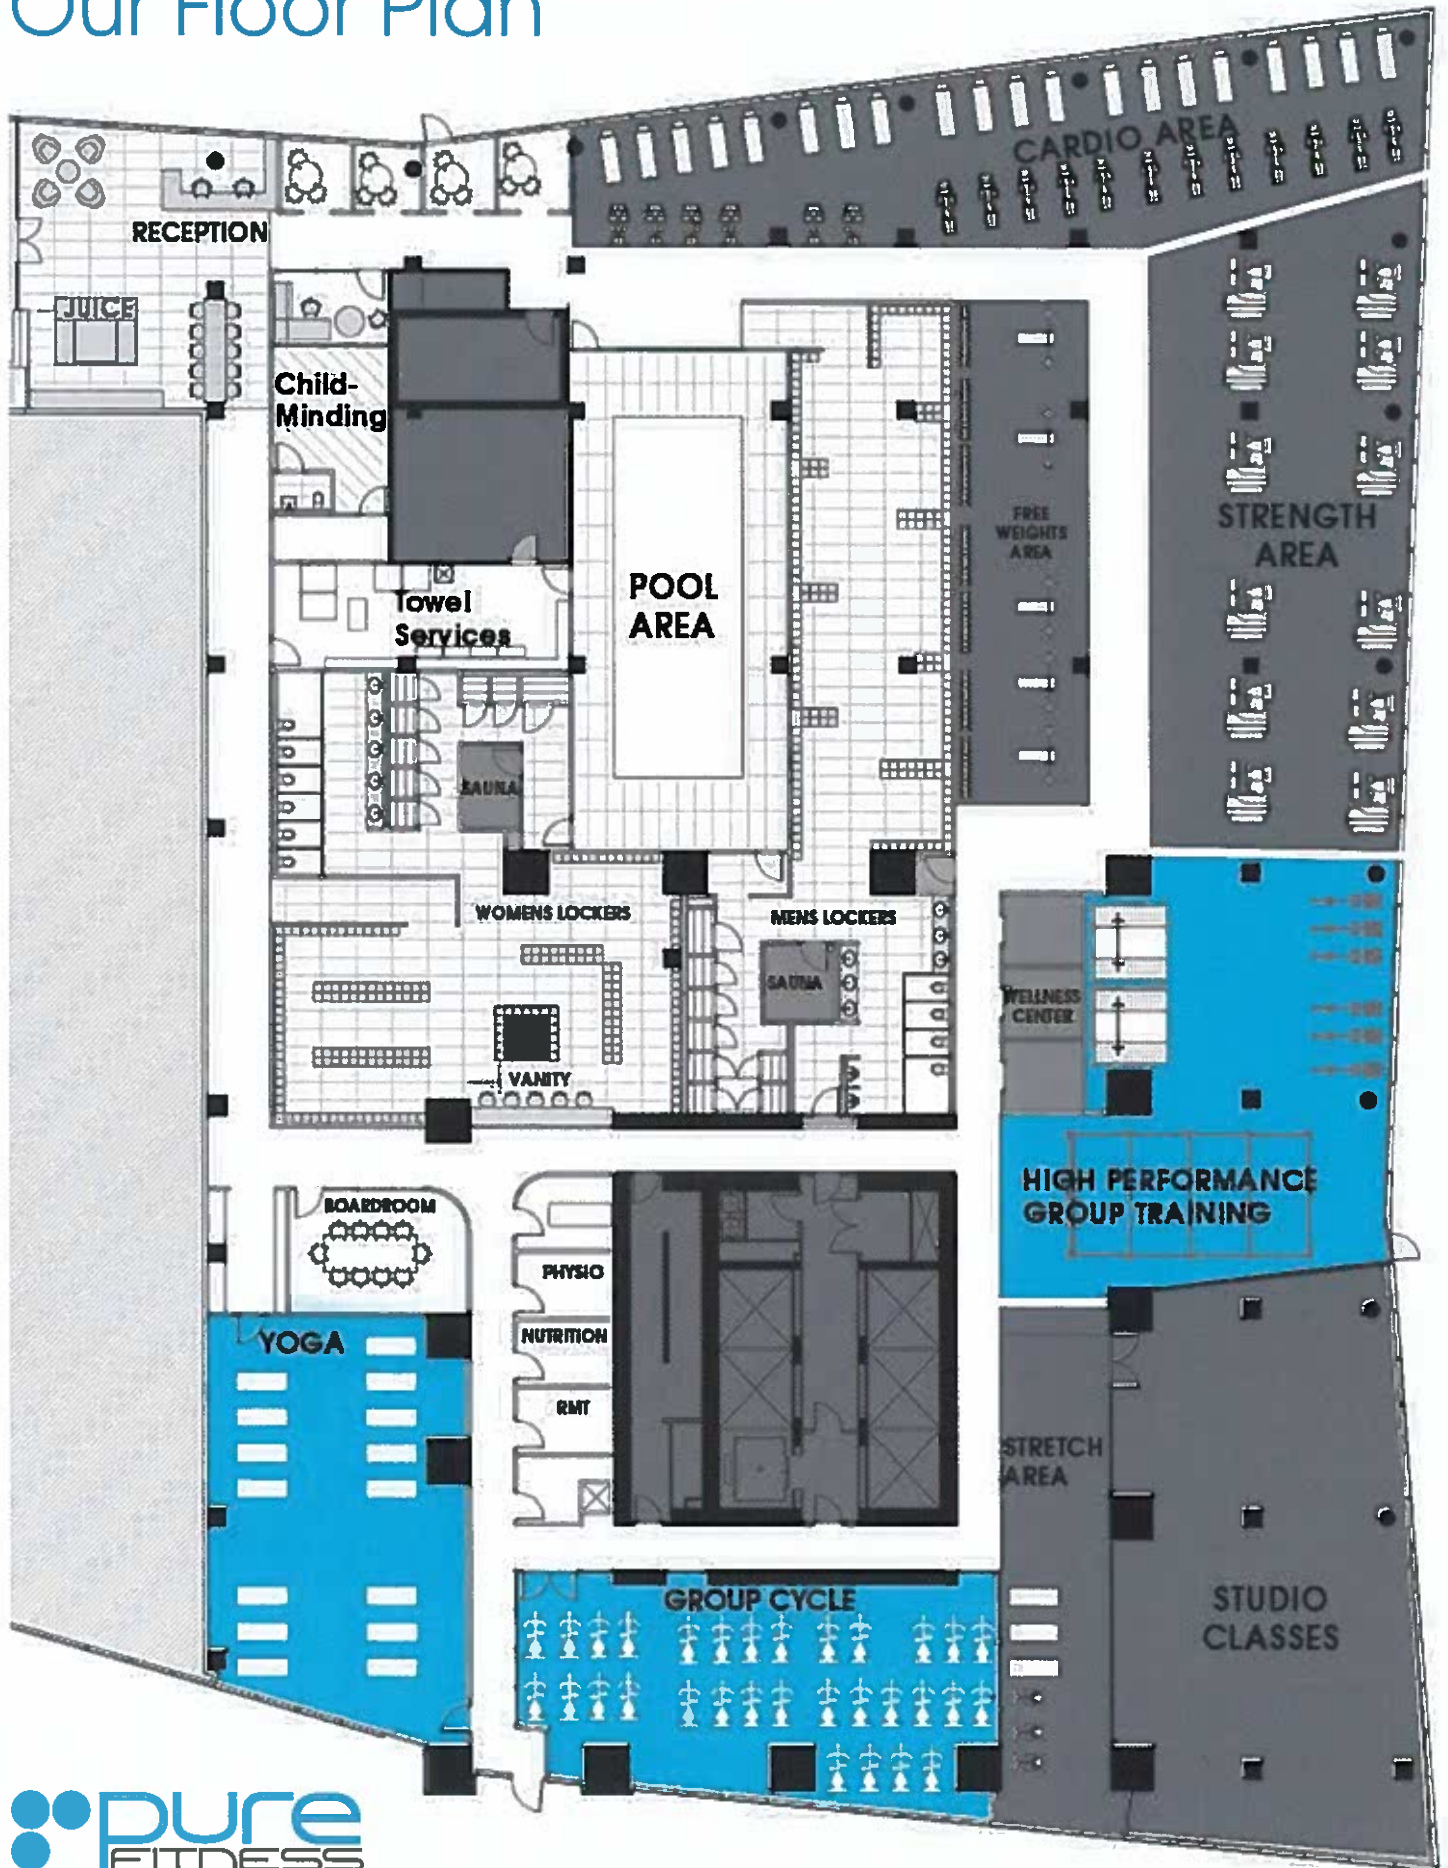 Our Floor Plan
CARDIO AREA
RECEPTION
JUICE
Child-
Minding
FREE
WEIGHTS
AREA
STRENGTH
AREA
POOL
AREA
Towel
Services
SAUNA
WOMENS LOCKERS
MENS LOCKERS
SAUNA
WELLNESS
CENTER
VANITY
HIGH PERFORMANCE
GROUP TRAINING
BOARDROOM
PHYSIO
NUTRITION
YOGA
RMT
STRETCH
AREA
GROUP CYCLE
STUDIO
CLASSES
pure
FITNESS